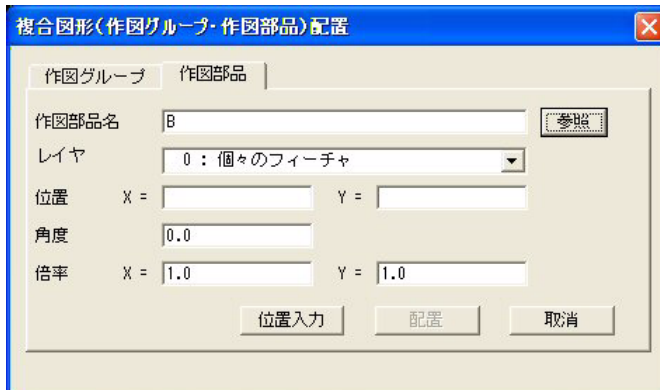 複合図形(作図グループ・作図部品)配置
作図グループ 作図部品
作図部品名 B 参照
レイヤ 0 : 個々のフィーチャ
位置 X = Y =
角度 0.0
倍率 X = 1.0 Y = 1.0
位置入力 配置 取消